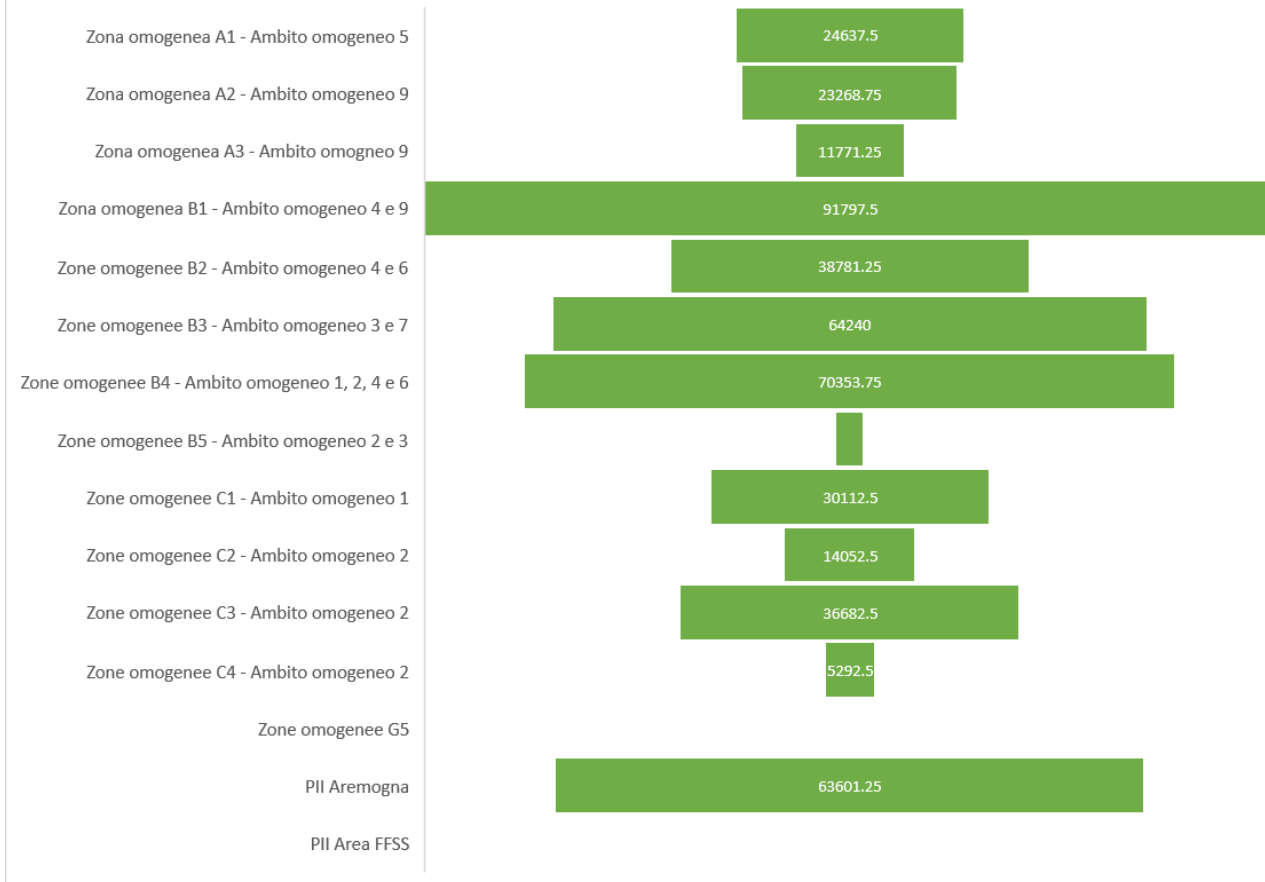 Zona omogenea A1 - Ambito omogeneo 5 24637.5
Zona omogenea A2 - Ambito omogeneo 9 23268.75
Zona omogenea A3 - Ambito omogneo 9 11771.25
Zona omogenea B1 - Ambito omogeneo 4 e 9 91797.5
Zone omogenee B2 - Ambito omogeneo 4 e 6 38781.25
Zone omogenee B3 - Ambito omogeneo 3 e 7 64240
Zone omogenee B4 - Ambito omogeneo 1, 2, 4 e 6 70353.75
Zone omogenee B5 - Ambito omogeneo 2 e 3
Zone omogenee C1 - Ambito omogeneo 1 30112.5
Zone omogenee C2 - Ambito omogeneo 2 14052.5
Zone omogenee C3 - Ambito omogeneo 2 36682.5
Zone omogenee C4 - Ambito omogeneo 2 5292.5
Zone omogenee G5
PII Aremogna 63601.25
PII Area FFSS